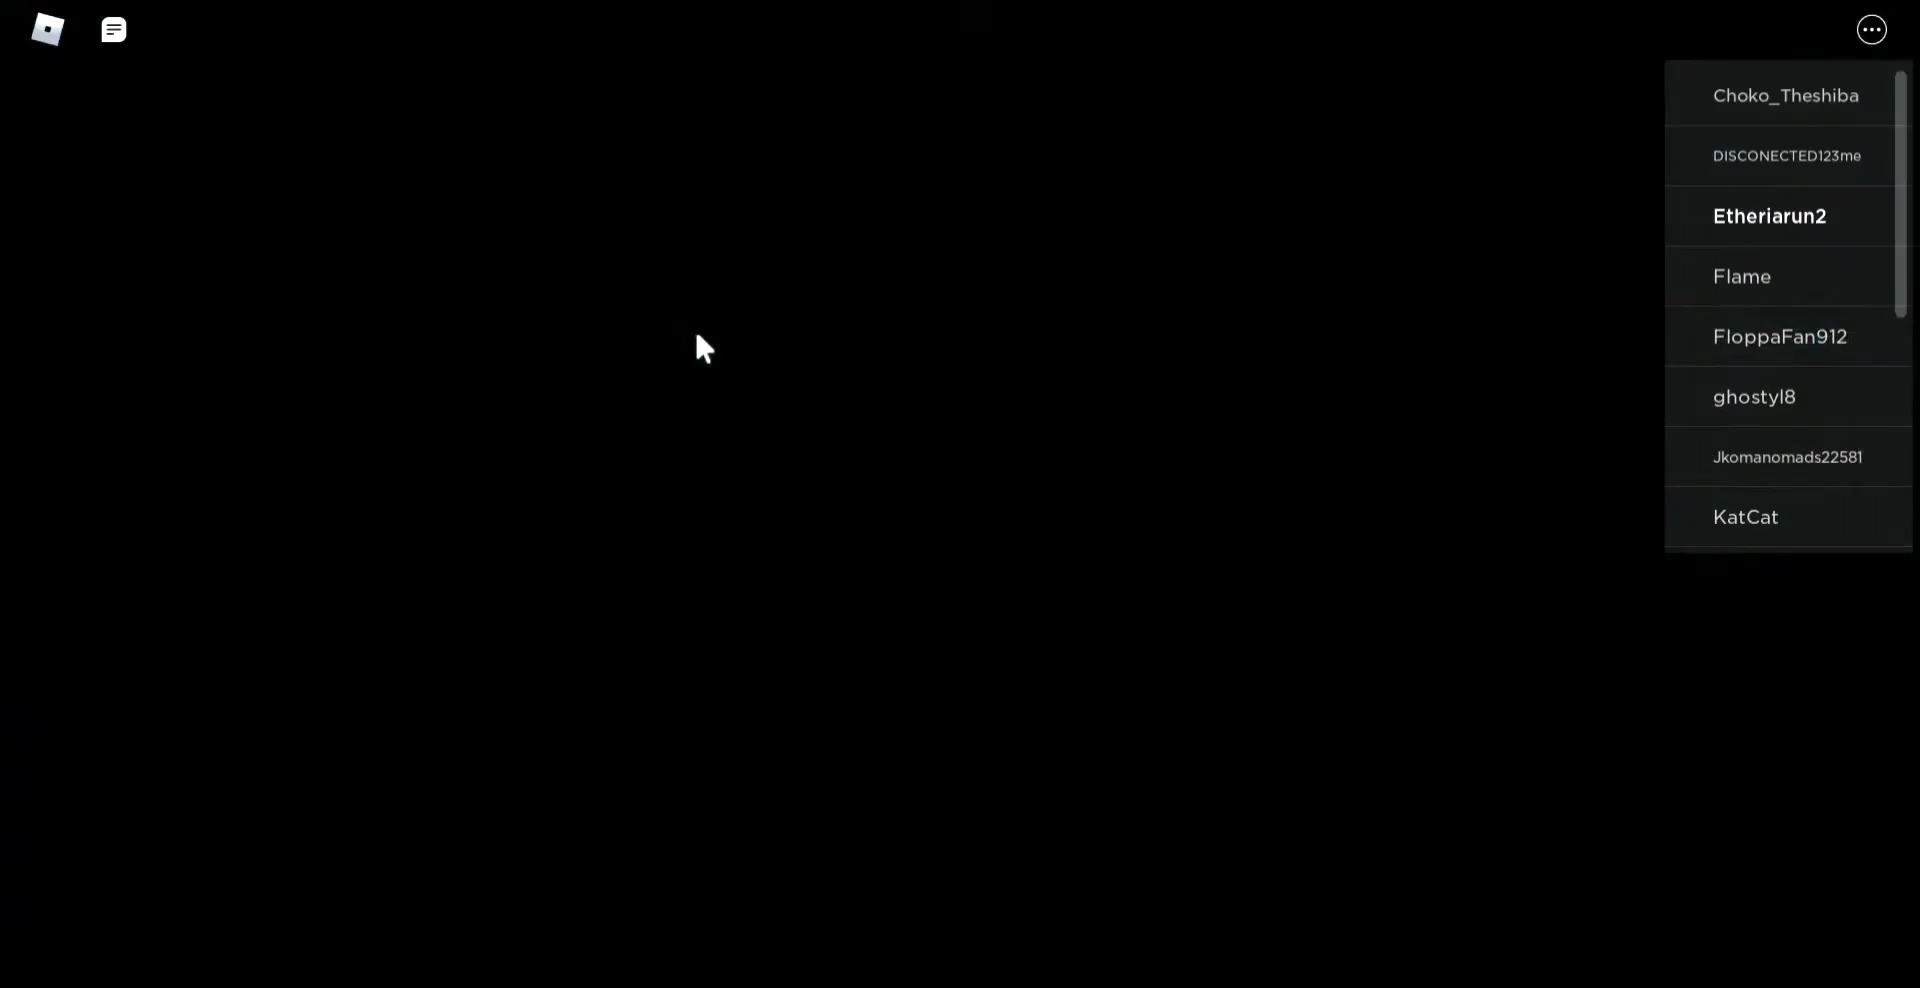 Choko_Theshiba
DISCONECTED123me
Etheriarun2
Flame
FloppaFan912
ghostyl8
Jkomanomads22581
KatCat